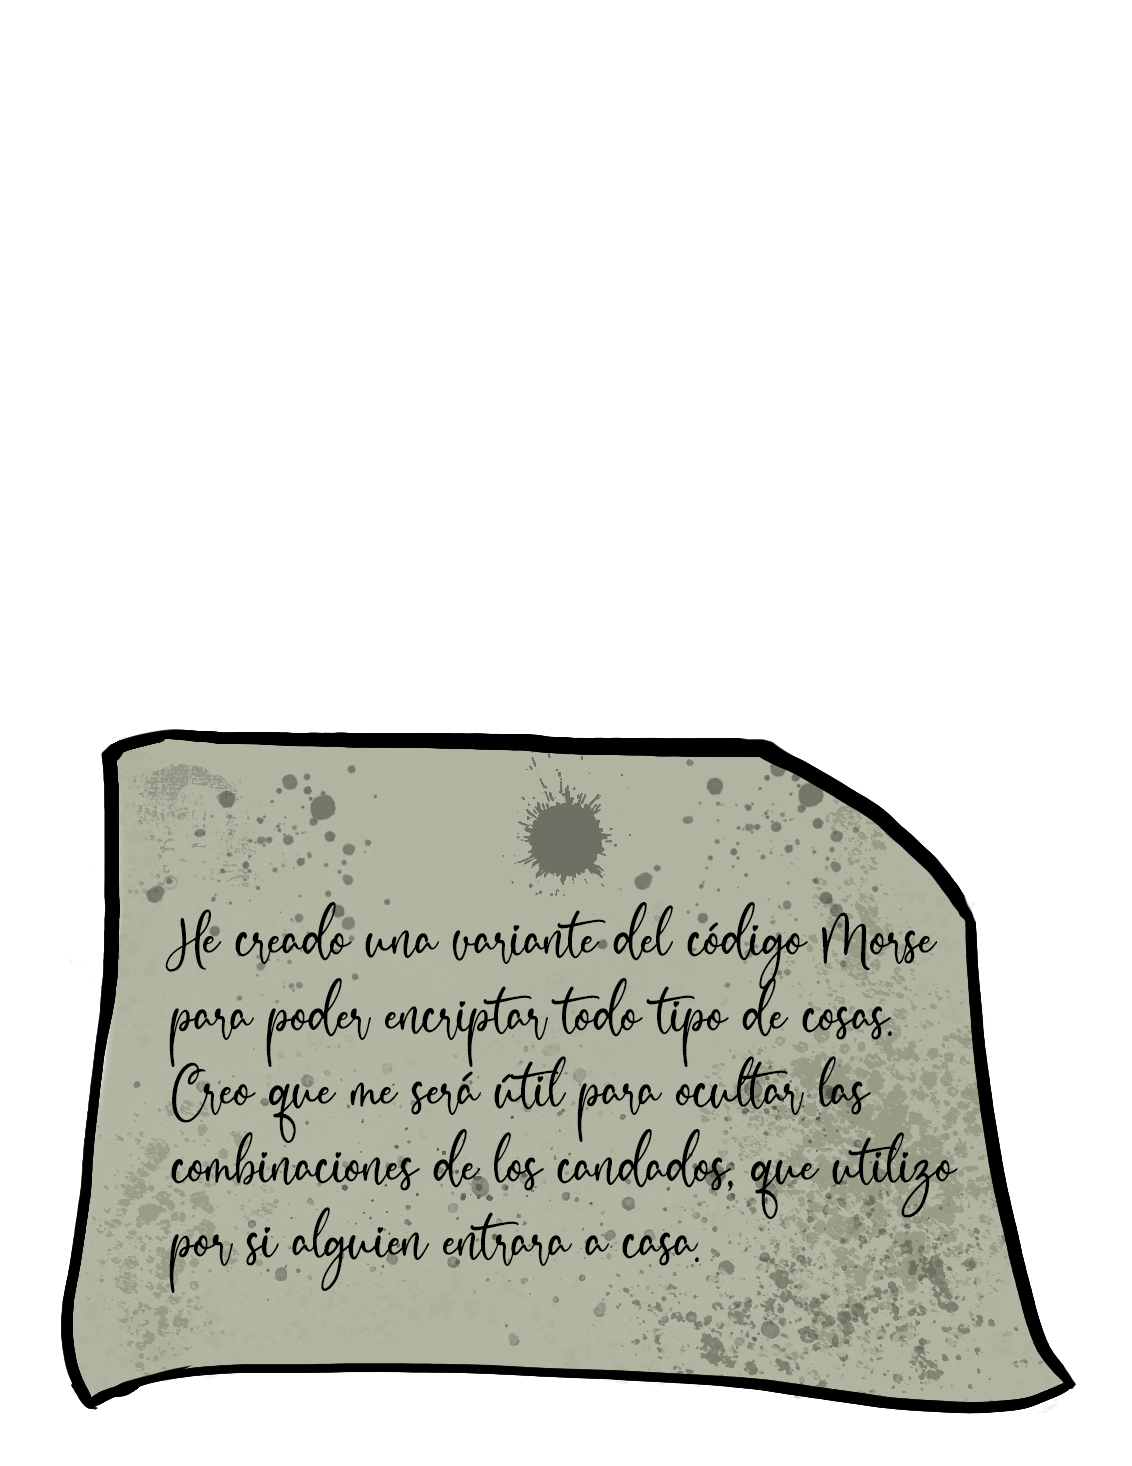 He creado una variante del código Morse
para poder encriptar todo tipo de cosas.
Creo que me será útil para ocultar las
combinaciones de los candados, que utilizo
por si alguien entrara a casa.